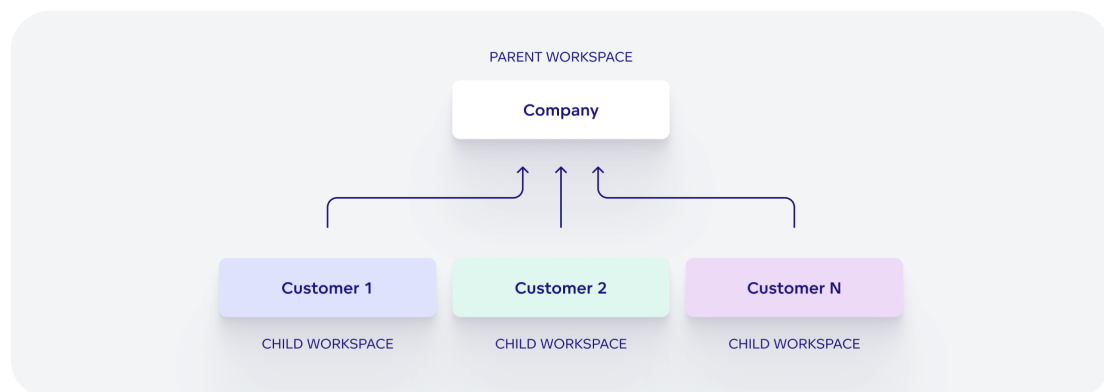 PARENT WORKSPACE
Company
Customer 1
Customer 2
Customer N
CHILD WORKSPACE
CHILD WORKSPACE
CHILD WORKSPACE